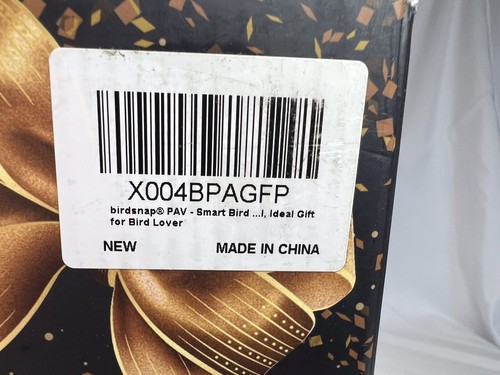 X004BPAGFP
birdsnap® PAV - Smart Bird ...l, Ideal Gift
for Bird Lover
NEW MADE IN CHINA